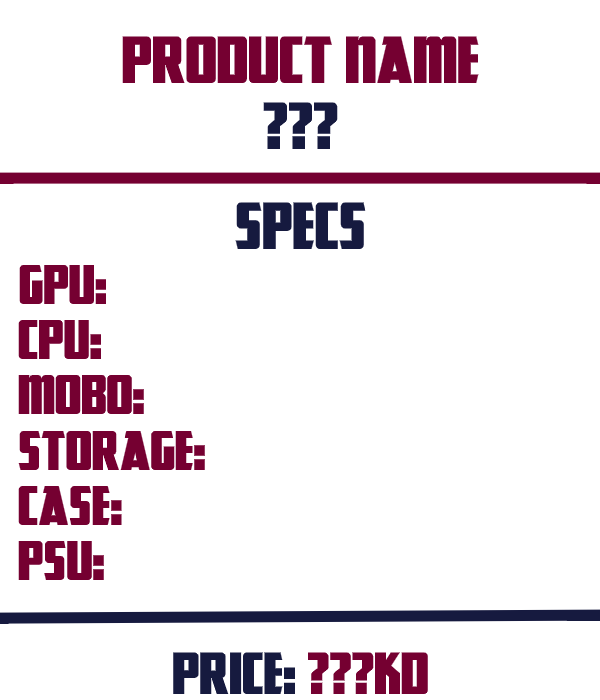 PRODUCT NAME
???
SPECS
GPU:
CPU:
MOBO:
STORAGE:
CASE:
PSU:
PRICE: ???KD